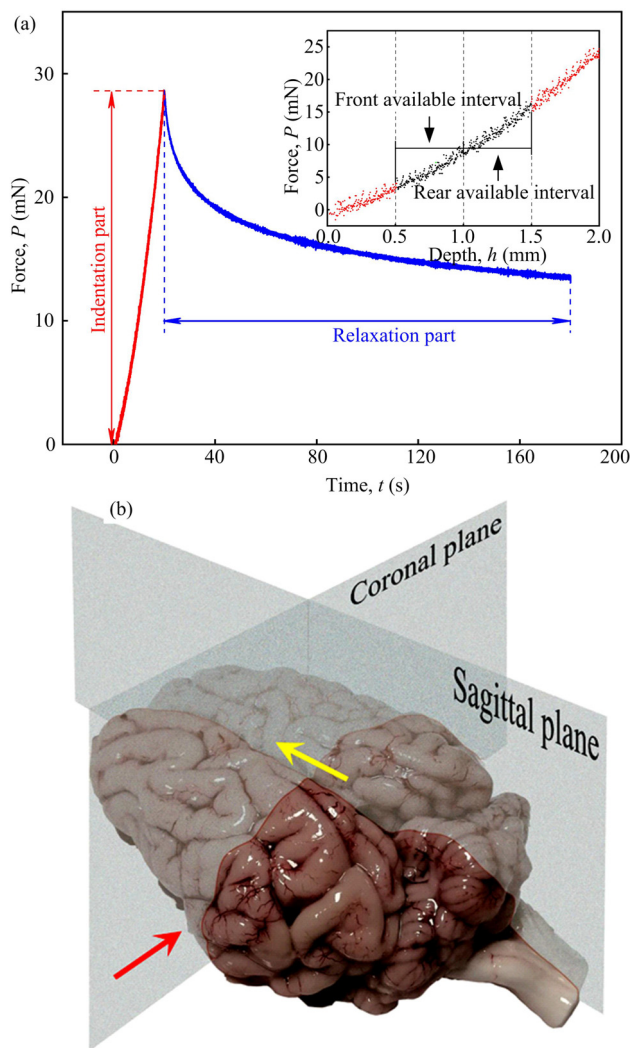 (a)
30
20
10
0
Force, P (mN)
Indentation part
Relaxation part
0
40
80
120
160
200
Time, t (s)
25
20
15
10
5
0
Force, P (mN)
Front available interval
Rear available interval
0.0
0.5
1.0
1.5
2.0
Depth, h (mm)
(b)
Coronal plane
Sagittal plane